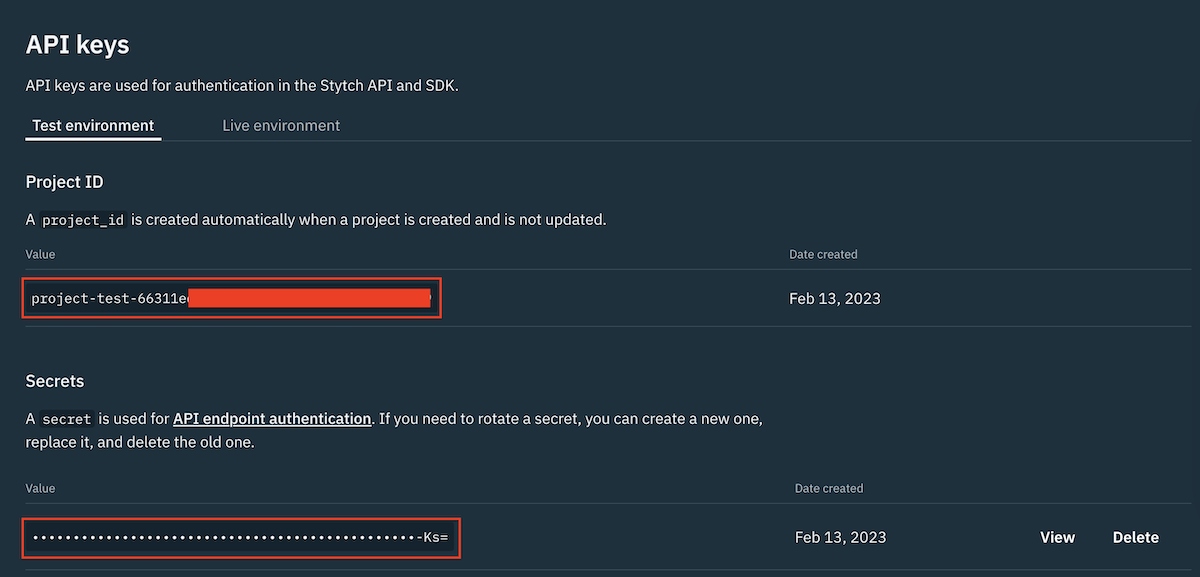 API keys
API keys are used for authentication in the Stytch API and SDK.
Test environment Live environment
Project ID
A project_id is created automatically when a project is created and is not updated.
Value Date created
project-test-66311e Feb 13, 2023
Secrets
A secret is used for API endpoint authentication. If you need to rotate a secret, you can create a new one,
replace it, and delete the old one.
Value Date created
••••••••••••••••••••••••••••••••••••••••••••••••-Ks= Feb 13, 2023 View Delete